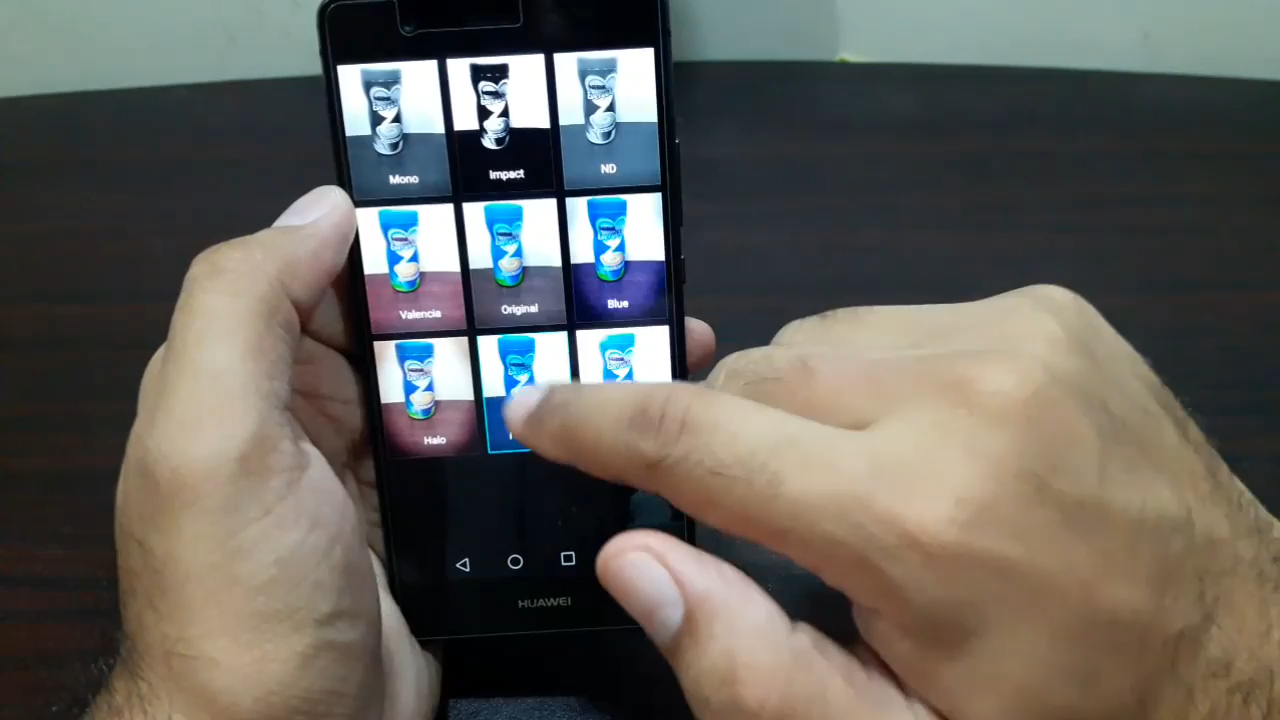 Mono
Impact
ND
Valencia
Original
Blue
Halo
HUAWEI